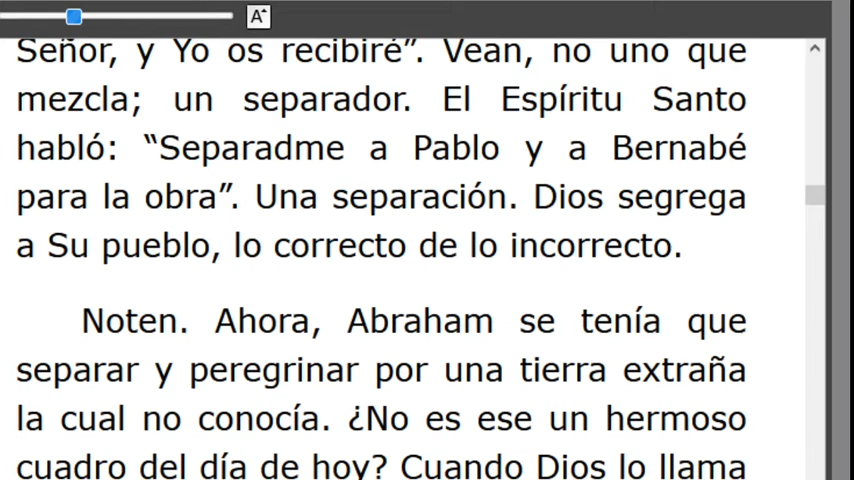 A
Señor, y Yo os recibiré”. Vean, no uno que
mezcla; un separador. El Espíritu Santo
habló: “Separadme a Pablo y a Bernabé
para la obra”. Una separación. Dios segrega
a Su pueblo, lo correcto de lo incorrecto.
Noten. Ahora, Abraham se tenía que
separar y peregrinar por una tierra extraña
la cual no conocía. ¿No es ese un hermoso
cuadro del día de hoy? Cuando Dios lo llama